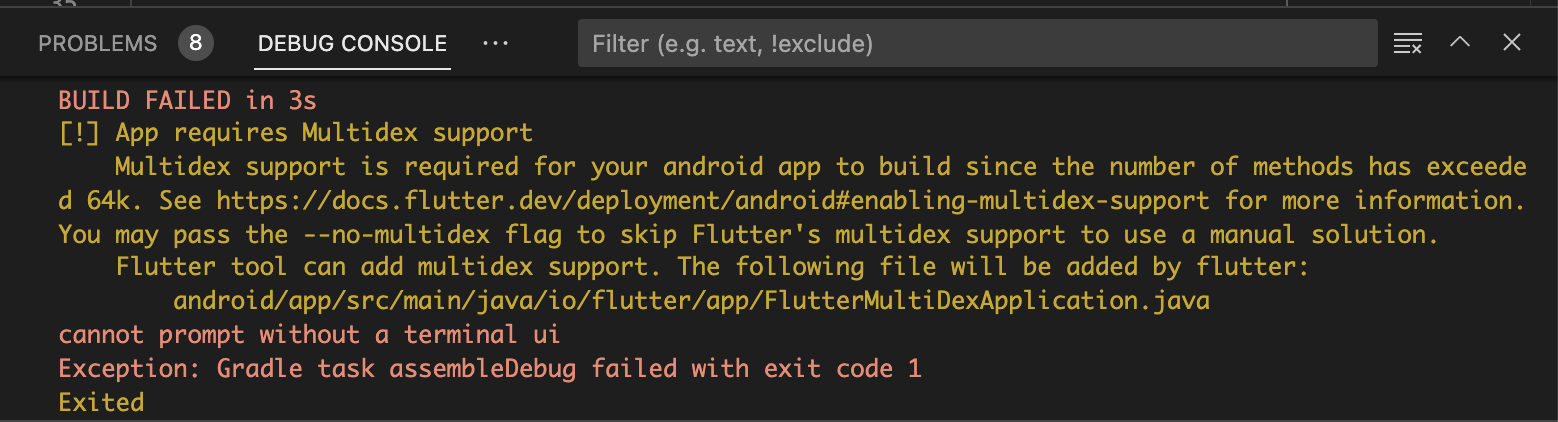 PROBLEMS 8 DEBUG CONSOLE ··· Filter (e.g. text, !exclude)
BUILD FAILED in 3s
[!] App requires Multidex support
Multidex support is required for your android app to build since the number of methods has exceede
d 64k. See https://docs.flutter.dev/deployment/android#enabling-multidex-support for more information.
You may pass the --no-multidex flag to skip Flutter's multidex support to use a manual solution.
Flutter tool can add multidex support. The following file will be added by flutter:
android/app/src/main/java/io/flutter/app/FlutterMultiDexApplication.java
cannot prompt without a terminal ui
Exception: Gradle task assembleDebug failed with exit code 1
Exited